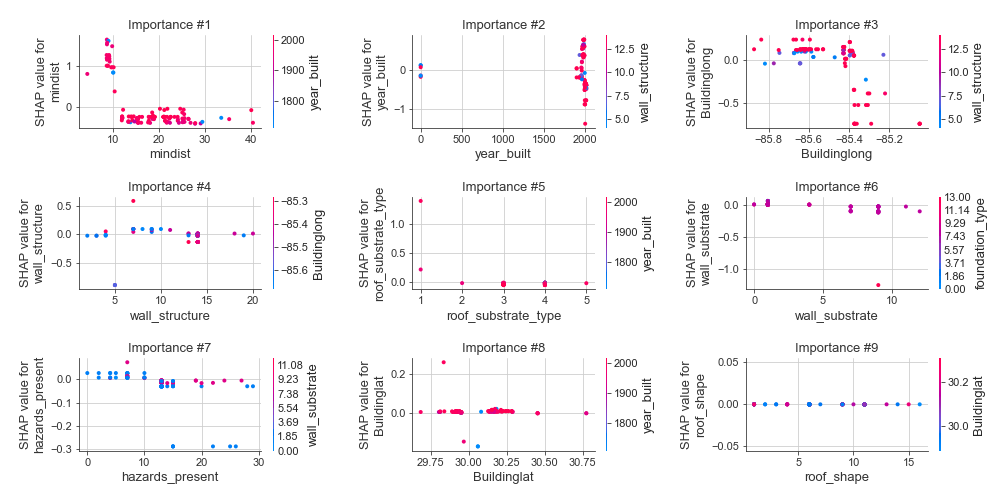 Importance #1
SHAP value for
mindist
0
1
10
20
30
40
mindist
1800
1900
2000
year_built
Importance #2
SHAP value for
year_built
−1
0
0
500
1000
1500
2000
year_built
5.0
7.5
10.0
12.5
wall_structure
Importance #3
SHAP value for
Buildinglong
−0.5
0.0
−85.8
−85.6
−85.4
−85.2
Buildinglong
5.0
7.5
10.0
12.5
wall_structure
Importance #4
SHAP value for
wall_structure
−0.5
0.0
0.5
5
10
15
20
wall_structure
−85.6
−85.5
−85.4
−85.3
Buildinglong
Importance #5
SHAP value for
roof_substrate_type
0.0
0.5
1.0
1
2
3
4
5
roof_substrate_type
1800
1900
2000
year_built
Importance #6
SHAP value for
wall_substrate
−1.0
−0.5
0.0
0
5
10
wall_substrate
0.00
1.86
3.71
5.57
7.43
9.29
11.14
13.00
foundation_type
Importance #7
SHAP value for
hazards_present
−0.3
−0.2
−0.1
0.0
0
10
20
30
hazards_present
0.00
1.85
3.69
5.54
7.38
9.23
11.08
wall_substrate
Importance #8
SHAP value for
Buildinglat
0.0
0.2
29.75
30.00
30.25
30.50
30.75
Buildinglat
1800
1900
2000
year_built
Importance #9
SHAP value for
roof_shape
−0.05
0.00
0.05
5
10
15
roof_shape
30.0
30.2
Buildinglat